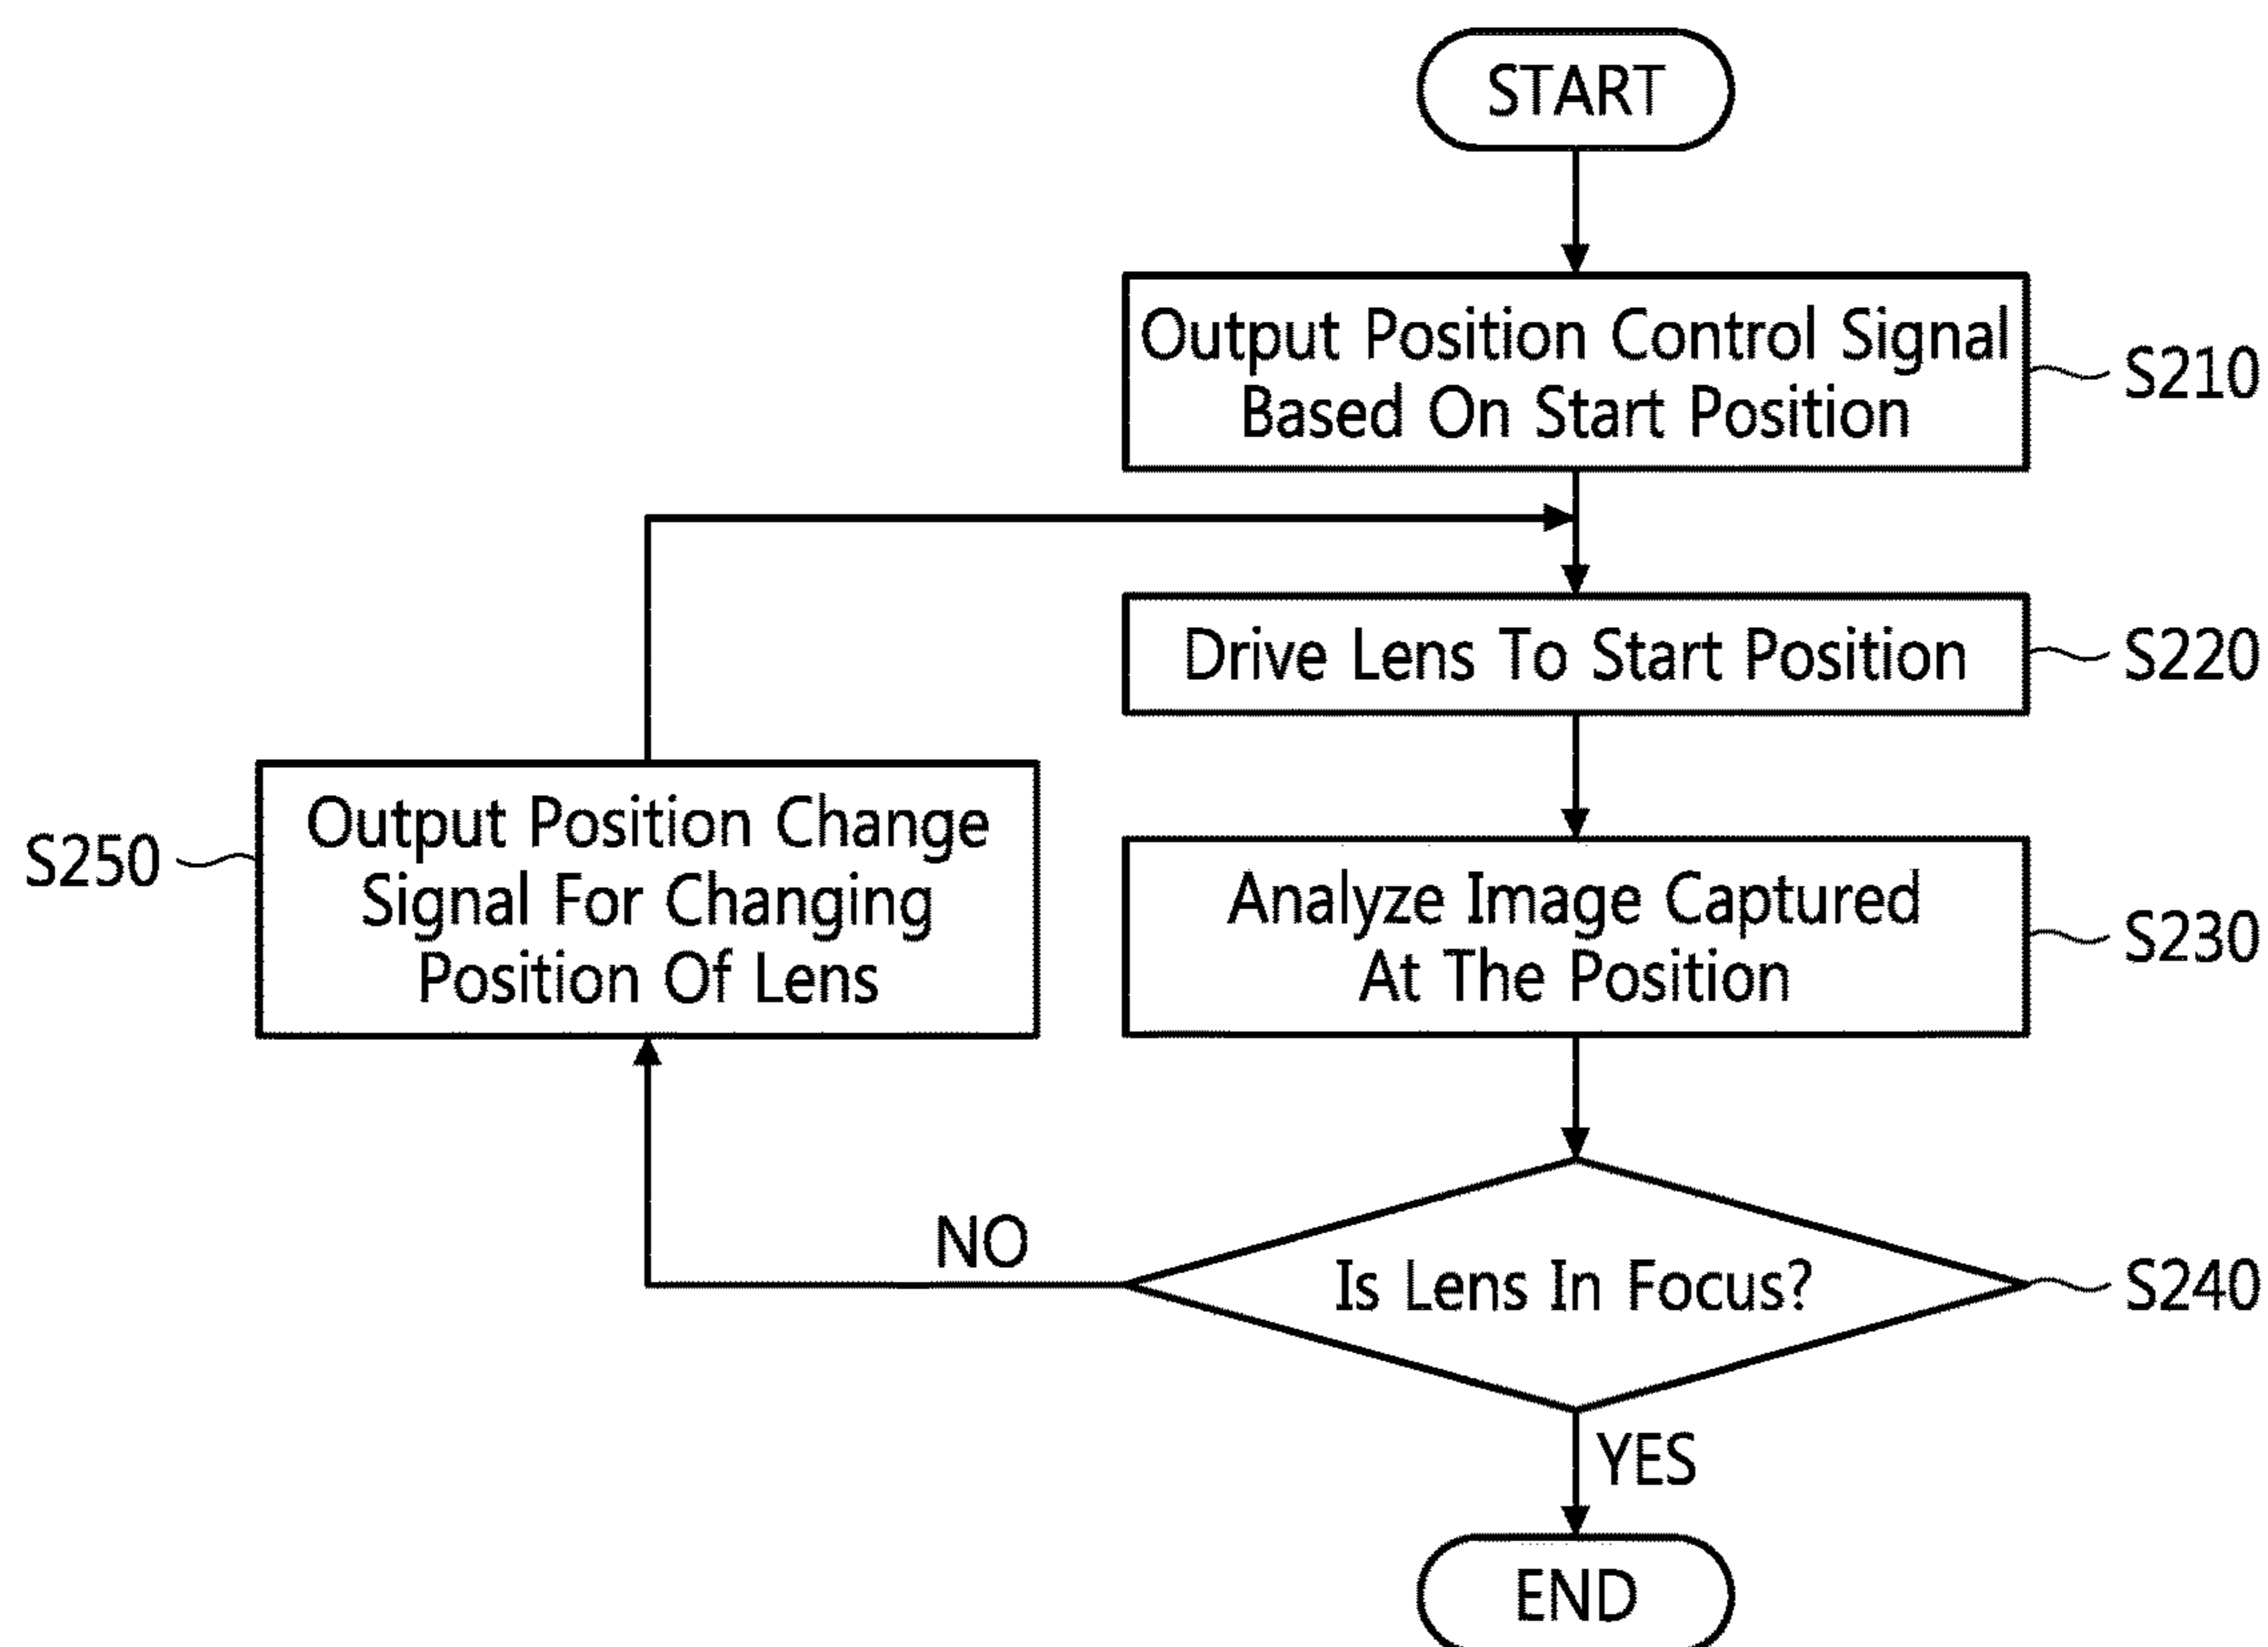 START
Output Position Control Signal
Based On Start Position
S210
Drive Lens To Start Position
S220
Output Position Change
Signal For Changing
Position Of Lens
S250
Analyze Image Captured
At The Position
S230
NO
Is Lens In Focus?
S240
YES
END